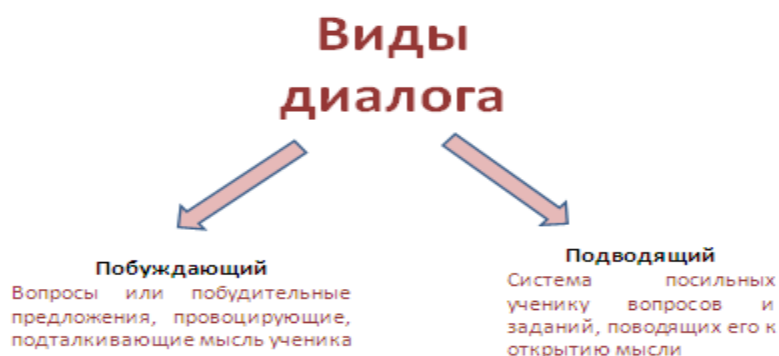 Виды
диалога
Побуждающий
Вопросы или побудительные
предложения, провоцирующие,
подталкивающие мысль ученика
Подводящий
Система посильных
ученику вопросов и
заданий, поводящих его к
открытию мысли